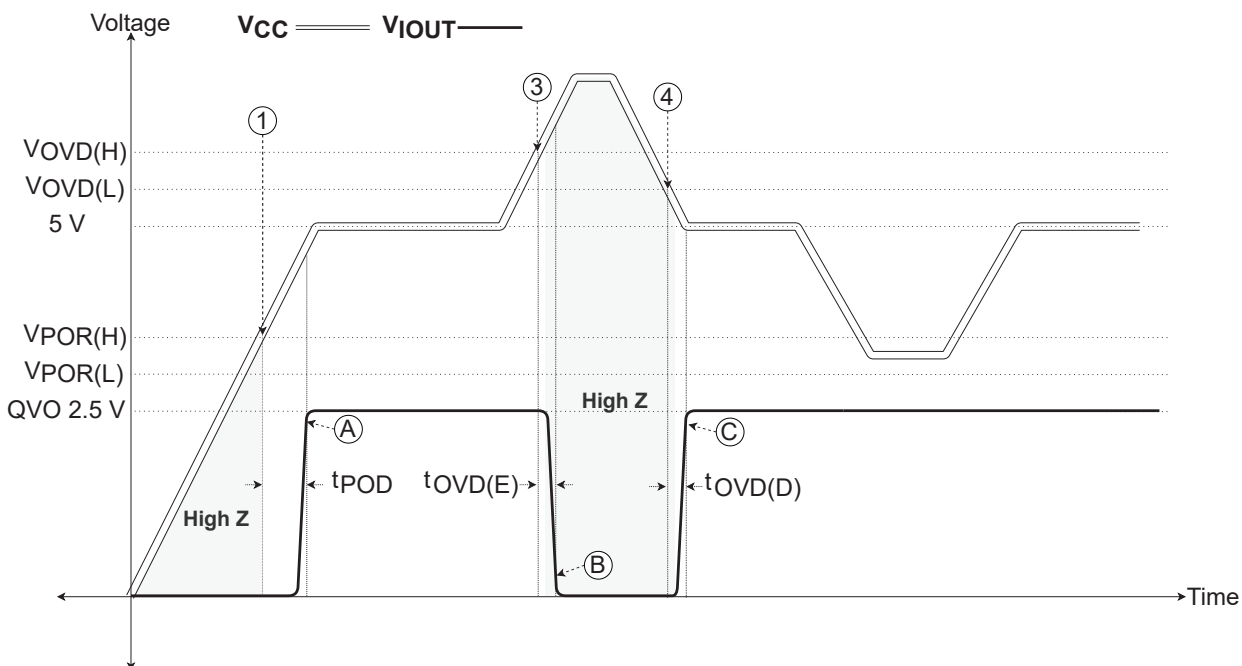 Voltage
VCC VIOUT
3
4
1
VOVD(H)
VOVD(L)
5 V
VPOR(H)
VPOR(L)
QVO 2.5 V
High Z
A
C
tPOD
tOVD(E)
tOVD(D)
High Z
B
Time